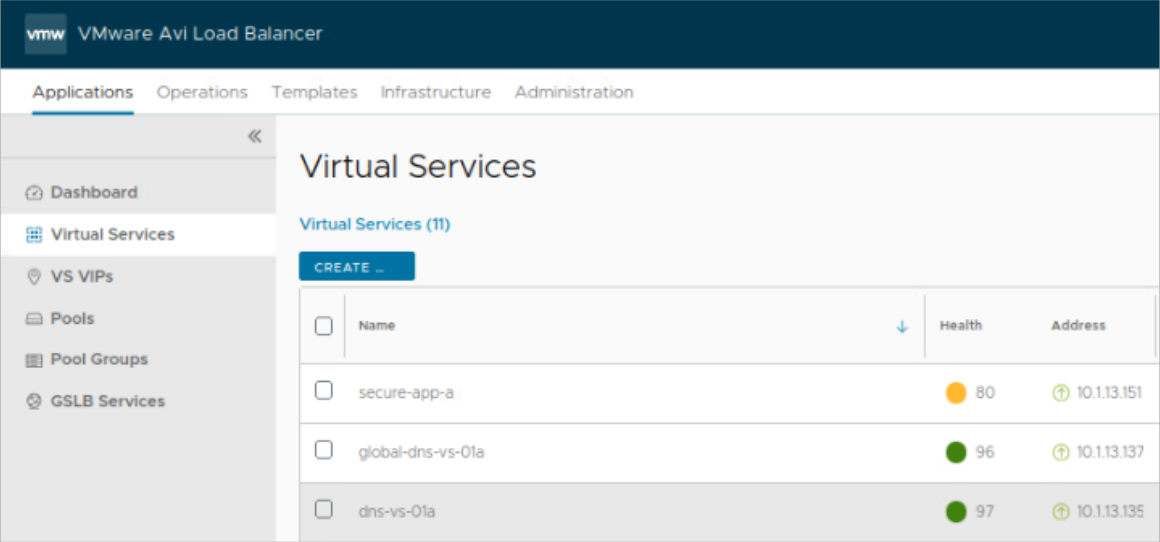 vmw VMware Avi Load Balancer
Applications Operations Templates Infrastructure Administration
Dashboard
Virtual Services
VS VIPs
Pools
Pool Groups
GSLB Services
Virtual Services
Virtual Services (11)
CREATE ...
Name Health Address
secure-app-a 80 10.1.13.151
global-dns-vs-01a 96 10.1.13.137
dns-vs-01a 97 10.1.13.135